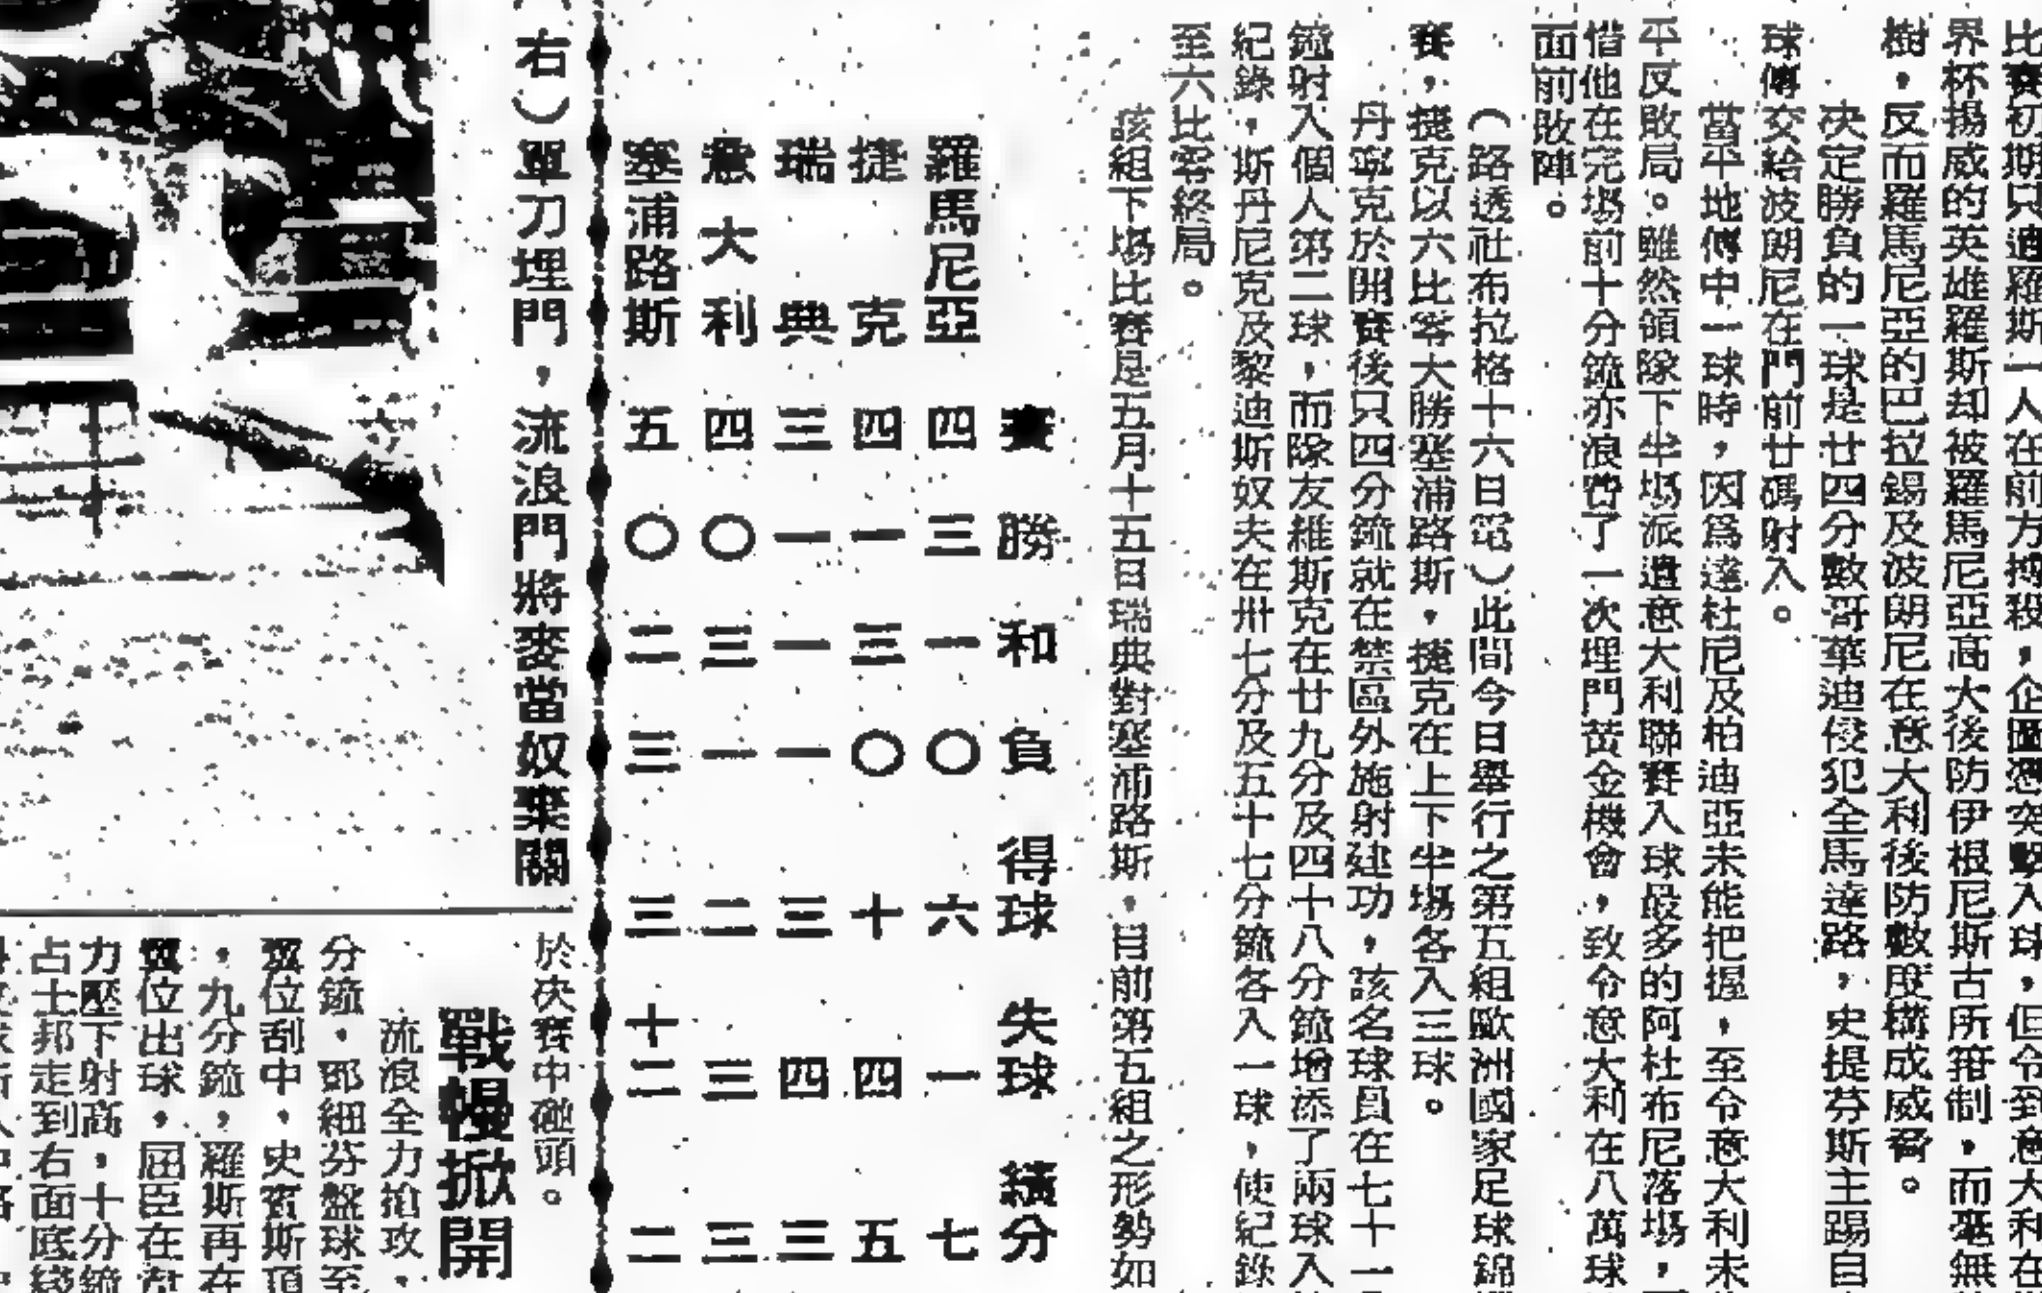 比賽初期只迪羅斯一人在前方搏殺，企圖憑突擊入球，但令到意大利在
界杯揚威的英雄羅斯却被羅馬尼亞高大後防伊根尼斯古所箝制，而毫無
樹，反而羅馬尼亞的巴拉錫及波朗尼在意大利後防數度構成威脅。
决定勝負的一球是廿四分數哥華迪侵犯全馬達路，史提芬斯主踢自
球傳交給波朗尼在門前廿碼射入。
當平地傳中一球時，因爲達杜尼及柏迪亞未能把握，至令意大利未
平反敗局。雖然領隊下半場派遣意大利聯賽入球最多的阿杜布尼落場，
借他在完場前十分鐘亦浪費了一次埋門黄金機會，致令意大利在八萬球
面前敗陣。
（路透社布拉格十六日電）此間今日舉行之第五組歐洲國家足球錦
賽，捷克以六比零大勝塞浦路斯，捷克在上下半場各入三球。
丹寧克於開賽後只四分鐘就在禁區外施射建功，該名球員在七十一
鐘射入個人第二球，而隊友維斯克在廿九分及四十八分鐘增添了兩球入
紀錄，斯丹尼克及黎迪斯奴夫在卅七分及五十七分鐘各入一球，使紀錄
至六比零終局。
該組下場比賽是五月十五日瑞典對塞浦路斯，目前第五組之形勢如
賽 勝 和 負 得球 失球 績分
羅馬尼亞 四 三 一 〇 六 一 七
捷克 四 一 三 〇 十 四 五
瑞典 三 一 一 一 三 四 三
意大利 四 〇 三 一 二 三 三
塞浦路斯 五 〇 二 三 三 十二 二
右）單刀埋門，流浪門將麥當奴棄關
於决賽中碰頭。
戰幔掀開
流浪全力搶攻，
分鐘，鄧細芬盤球至
位刮中，史賓斯頂
，九分鐘，羅斯再在
位出球，屈臣在左
力壓下射高，十分鐘
占士邦走到右面底綫